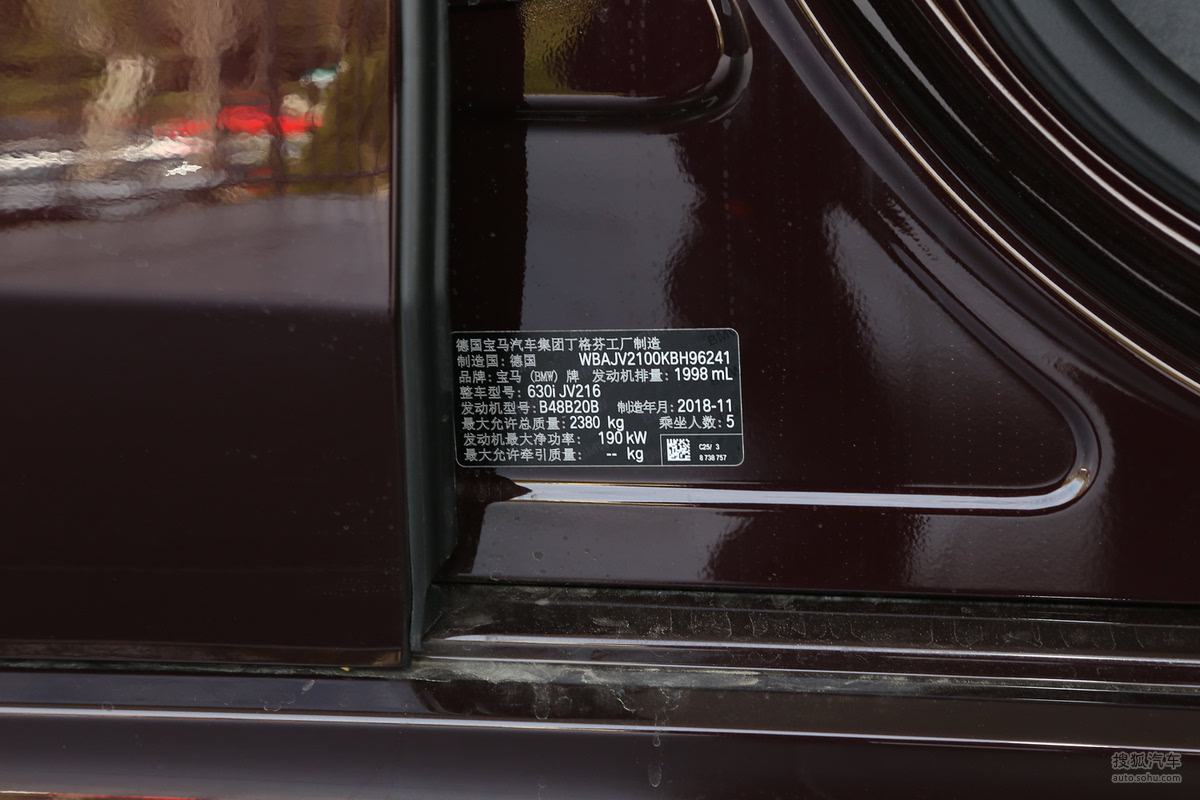 德国宝马汽车集团丁格芬工厂制造
制造国: 德国 WBAJV2100KBH96241
品牌: 宝马 (BMW) 牌 发动机排量: 1998 mL
整车型号: 630i JV216
发动机型号: B48B20B 制造年月: 2018-11
最大允许总质量: 2380 kg 乘坐人数: 5
发动机最大净功率: 190 kW
最大允许牵引质量: -- kg
C25/ 3
8 738 757
搜狐汽车
auto.sohu.com